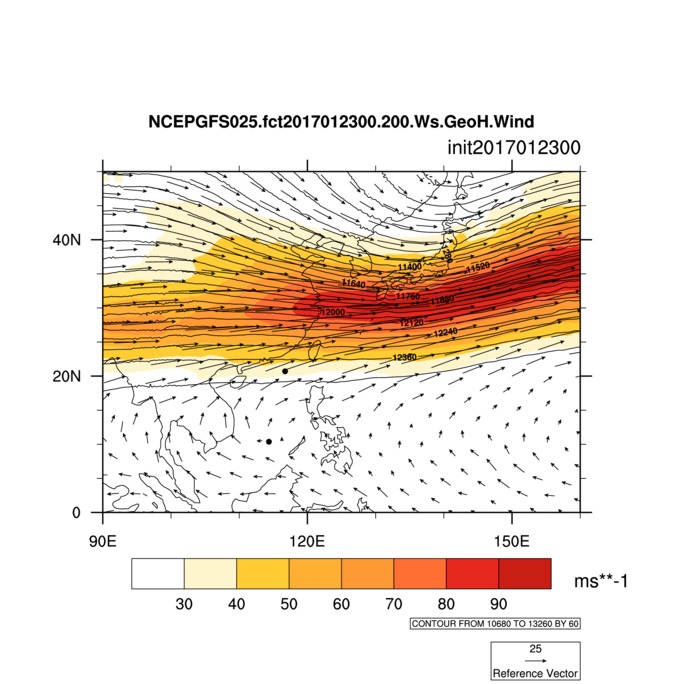 NCEPGFS025.fct2017012300.200.Ws.GeoH.Wind
init2017012300
40N
20N
0
11400
11520
11640
11760
11880
12000
12120
12240
12360
90E 120E 150E
30 40 50 60 70 80 90
ms**-1
CONTOUR FROM 10680 TO 13260 BY 60
25
Reference Vector